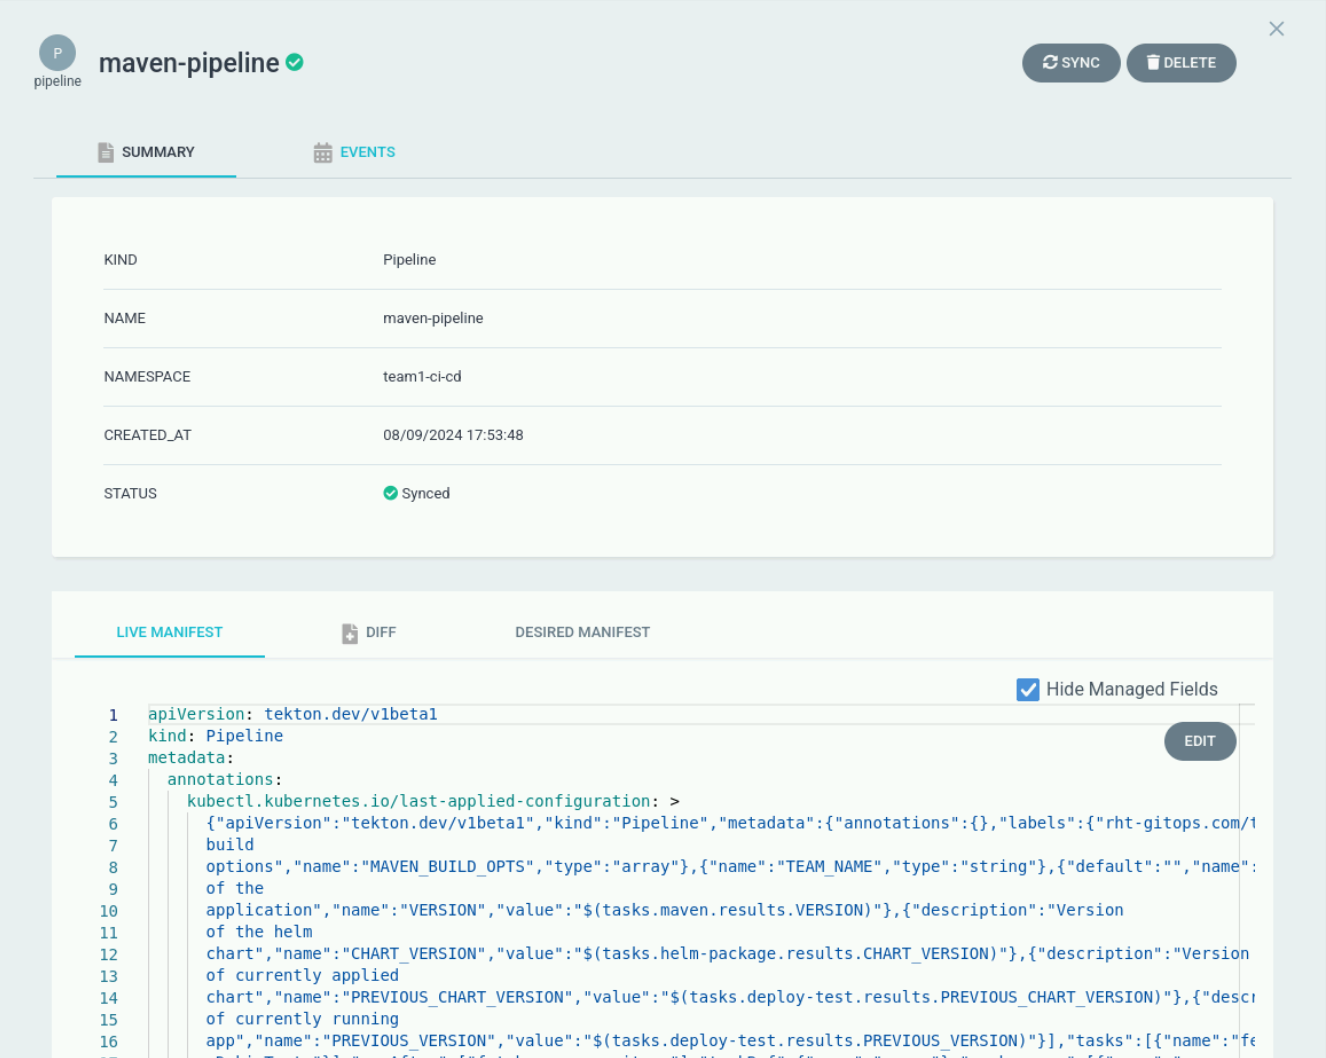 P
pipeline
maven-pipeline
SYNC
DELETE
SUMMARY
EVENTS
KIND Pipeline
NAME maven-pipeline
NAMESPACE team1-ci-cd
CREATED_AT 08/09/2024 17:53:48
STATUS Synced
LIVE MANIFEST DIFF DESIRED MANIFEST
Hide Managed Fields
EDIT
1 apiVersion: tekton.dev/v1beta1
2 kind: Pipeline
3 metadata:
4 annotations:
5 kubectl.kubernetes.io/last-applied-configuration: >
6 {"apiVersion":"tekton.dev/v1beta1","kind":"Pipeline","metadata":{"annotations":{},"labels":{"rht-gitops.com/t
7 build
8 options","name":"MAVEN_BUILD_OPTS","type":"array"},{"name":"TEAM_NAME","type":"string"},{"default":"","name":
9 of the
10 application","name":"VERSION","value":"$(tasks.maven.results.VERSION)"},{"description":"Version
11 of the helm
12 chart","name":"CHART_VERSION","value":"$(tasks.helm-package.results.CHART_VERSION)"},{"description":"Version
13 of currently applied
14 chart","name":"PREVIOUS_CHART_VERSION","value":"$(tasks.deploy-test.results.PREVIOUS_CHART_VERSION)"},{"descr
15 of currently running
16 app","name":"PREVIOUS_VERSION","value":"$(tasks.deploy-test.results.PREVIOUS_VERSION)"}],"tasks":[{"name":"fe